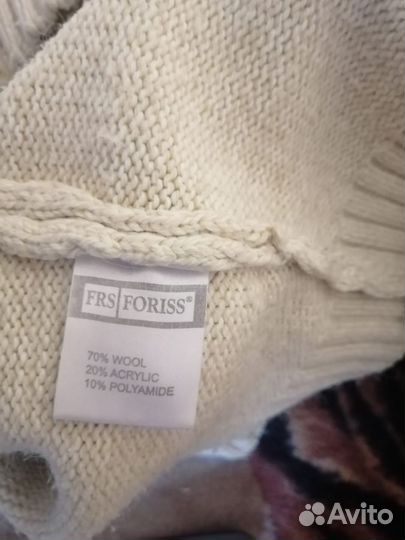 FRS FORISS®
70% WOOL
20% ACRYLIC
10% POLYAMIDE
Avito